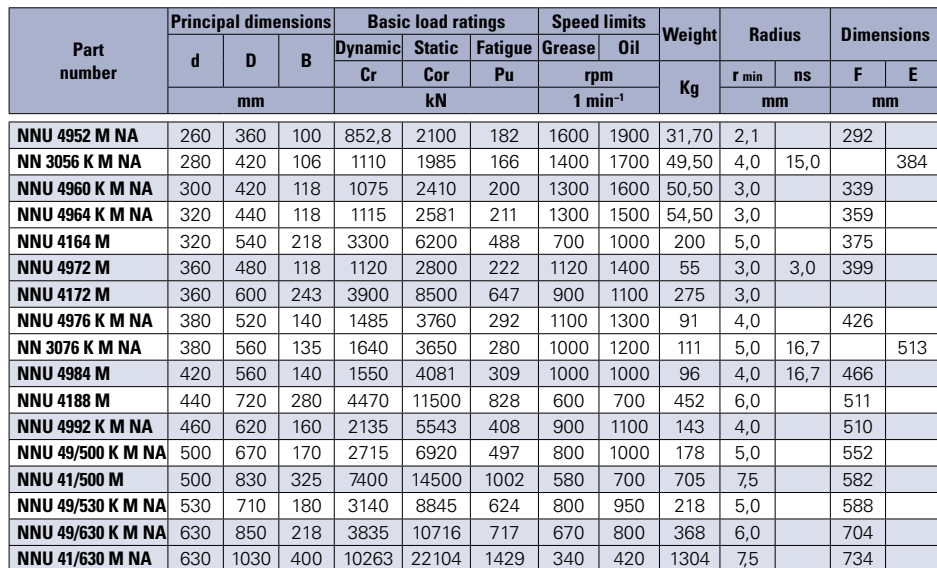 Part number Principal dimensions Basic load ratings Speed limits Weight Radius Dimensions
d D B Dynamic Static Fatigue Grease Oil
Cr Cor Pu rpm Kg r min ns F E
mm kN 1 min⁻¹ mm mm
NNU 4952 M NA 260 360 100 852,8 2100 182 1600 1900 31,70 2,1 292
NN 3056 K M NA 280 420 106 1110 1985 166 1400 1700 49,50 4,0 15,0 384
NNU 4960 K M NA 300 420 118 1075 2410 200 1300 1600 50,50 3,0 339
NNU 4964 K M NA 320 440 118 1115 2581 211 1300 1500 54,50 3,0 359
NNU 4164 M 320 540 218 3300 6200 488 700 1000 200 5,0 375
NNU 4972 M 360 480 118 1120 2800 222 1120 1400 55 3,0 3,0 399
NNU 4172 M 360 600 243 3900 8500 647 900 1100 275 3,0
NNU 4976 K M NA 380 520 140 1485 3760 292 1100 1300 91 4,0 426
NN 3076 K M NA 380 560 135 1640 3650 280 1000 1200 111 5,0 16,7 513
NNU 4984 M 420 560 140 1550 4081 309 1000 1000 96 4,0 16,7 466
NNU 4188 M 440 720 280 4470 11500 828 600 700 452 6,0 511
NNU 4992 K M NA 460 620 160 2135 5543 408 900 1100 143 4,0 510
NNU 49/500 K M NA 500 670 170 2715 6920 497 800 1000 178 5,0 552
NNU 41/500 M 500 830 325 7400 14500 1002 580 700 705 7,5 582
NNU 49/530 K M NA 530 710 180 3140 8845 624 800 950 218 5,0 588
NNU 49/630 K M NA 630 850 218 3835 10716 717 670 800 368 6,0 704
NNU 41/630 M NA 630 1030 400 10263 22104 1429 340 420 1304 7,5 734